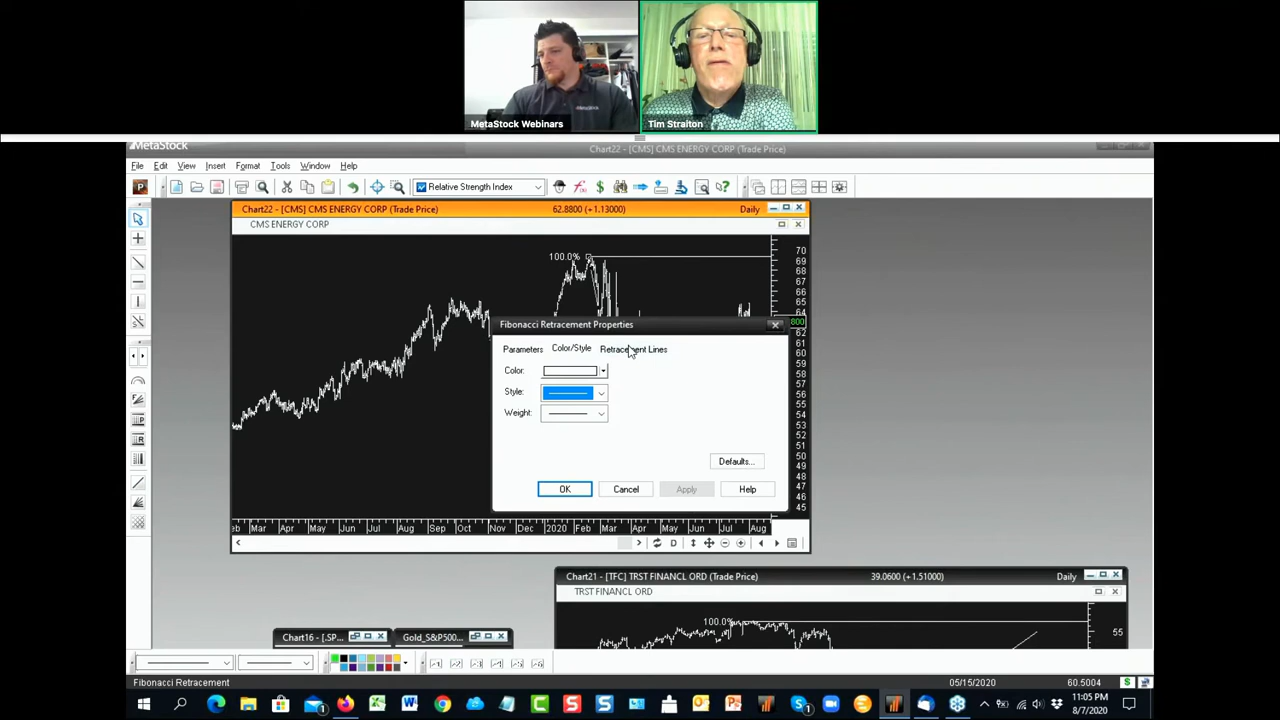 MetaStock Webinars
Tim Straiton
MetaStock
Chart22 - [CMS] CMS ENERGY CORP (Trade Price)
File Edit View Insert Format Tools Window Help
Relative Strength Index
Chart22 - [CMS] CMS ENERGY CORP (Trade Price) 62.8800 (+1.13000) Daily
CMS ENERGY CORP
100.0%
70
69
68
67
66
65
64
800
62
61
60
59
58
57
56
55
54
53
52
51
50
49
48
47
46
45
Fibonacci Retracement Properties
Parameters Color/Style Retracement Lines
Color:
Style:
Weight:
Defaults...
OK Cancel Apply Help
eb Mar Apr May Jun Jul Aug Sep Oct Nov Dec 2020 Feb Mar Apr May Jun Jul Aug
D
Chart21 - [TFC] TRST FINANCL ORD (Trade Price) 39.0600 (+1.51000) Daily
TRST FINANCL ORD
100.0%
55
Chart16 - [.SP... Gold_S&P500...
Fibonacci Retracement 05/15/2020 60.5004
11:05 PM
8/7/2020